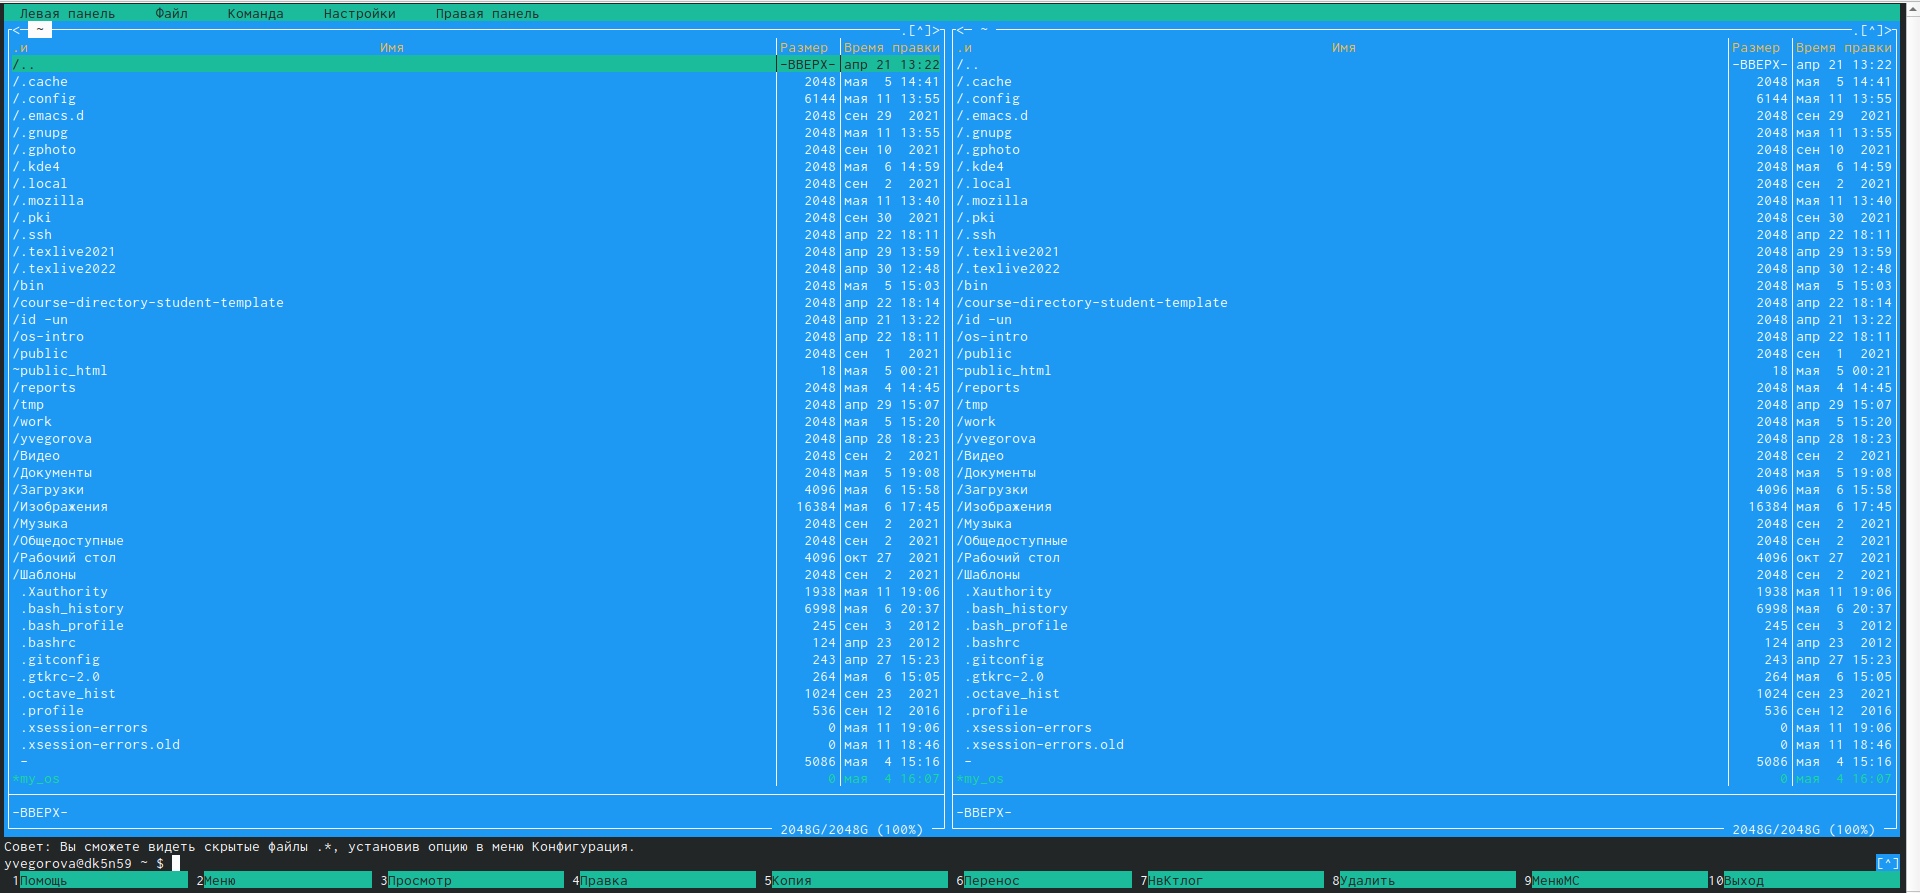 Левая панель Файл Команда Настройки Правая панель
<─ ~ .[^]> <─ ~ .[^]>
.и Имя Размер Время правки .и Имя Размер Время правки
/.. -ВВЕРХ- апр 21 13:22 /.. -ВВЕРХ- апр 21 13:22
/.cache 2048 мая 5 14:41 /.cache 2048 мая 5 14:41
/.config 6144 мая 11 13:55 /.config 6144 мая 11 13:55
/.emacs.d 2048 сен 29 2021 /.emacs.d 2048 сен 29 2021
/.gnupg 2048 мая 11 13:55 /.gnupg 2048 мая 11 13:55
/.gphoto 2048 сен 10 2021 /.gphoto 2048 сен 10 2021
/.kde4 2048 мая 6 14:59 /.kde4 2048 мая 6 14:59
/.local 2048 сен 2 2021 /.local 2048 сен 2 2021
/.mozilla 2048 мая 11 13:40 /.mozilla 2048 мая 11 13:40
/.pki 2048 сен 30 2021 /.pki 2048 сен 30 2021
/.ssh 2048 апр 22 18:11 /.ssh 2048 апр 22 18:11
/.texlive2021 2048 апр 29 13:59 /.texlive2021 2048 апр 29 13:59
/.texlive2022 2048 апр 30 12:48 /.texlive2022 2048 апр 30 12:48
/bin 2048 мая 5 15:03 /bin 2048 мая 5 15:03
/course-directory-student-template 2048 апр 22 18:14 /course-directory-student-template 2048 апр 22 18:14
/id -un 2048 апр 21 13:22 /id -un 2048 апр 21 13:22
/os-intro 2048 апр 22 18:11 /os-intro 2048 апр 22 18:11
/public 2048 сен 1 2021 /public 2048 сен 1 2021
~public_html 18 мая 5 00:21 ~public_html 18 мая 5 00:21
/reports 2048 мая 4 14:45 /reports 2048 мая 4 14:45
/tmp 2048 апр 29 15:07 /tmp 2048 апр 29 15:07
/work 2048 мая 5 15:20 /work 2048 мая 5 15:20
/yvegorova 2048 апр 28 18:23 /yvegorova 2048 апр 28 18:23
/Видео 2048 сен 2 2021 /Видео 2048 сен 2 2021
/Документы 2048 мая 5 19:08 /Документы 2048 мая 5 19:08
/Загрузки 4096 мая 6 15:58 /Загрузки 4096 мая 6 15:58
/Изображения 16384 мая 6 17:45 /Изображения 16384 мая 6 17:45
/Музыка 2048 сен 2 2021 /Музыка 2048 сен 2 2021
/Общедоступные 2048 сен 2 2021 /Общедоступные 2048 сен 2 2021
/Рабочий стол 4096 окт 27 2021 /Рабочий стол 4096 окт 27 2021
/Шаблоны 2048 сен 2 2021 /Шаблоны 2048 сен 2 2021
.Xauthority 1938 мая 11 19:06 .Xauthority 1938 мая 11 19:06
.bash_history 6998 мая 6 20:37 .bash_history 6998 мая 6 20:37
.bash_profile 245 сен 3 2012 .bash_profile 245 сен 3 2012
.bashrc 124 апр 23 2012 .bashrc 124 апр 23 2012
.gitconfig 243 апр 27 15:23 .gitconfig 243 апр 27 15:23
.gtkrc-2.0 264 мая 6 15:05 .gtkrc-2.0 264 мая 6 15:05
.octave_hist 1024 сен 23 2021 .octave_hist 1024 сен 23 2021
.profile 536 сен 12 2016 .profile 536 сен 12 2016
.xsession-errors 0 мая 11 19:06 .xsession-errors 0 мая 11 19:06
.xsession-errors.old 0 мая 11 18:46 .xsession-errors.old 0 мая 11 18:46
- 5086 мая 4 15:16 - 5086 мая 4 15:16
*my_os 0 мая 4 16:07 *my_os 0 мая 4 16:07
-ВВЕРХ- -ВВЕРХ-
2048G/2048G (100%) 2048G/2048G (100%)
Совет: Вы сможете видеть скрытые файлы .*, установив опцию в меню Конфигурация.
yvegorova@dk5n59 ~ $ [^]
1Помощь 2Меню 3Просмотр 4Правка 5Копия 6Перенос 7НвКтлог 8Удалить 9МенюМС 10Выход